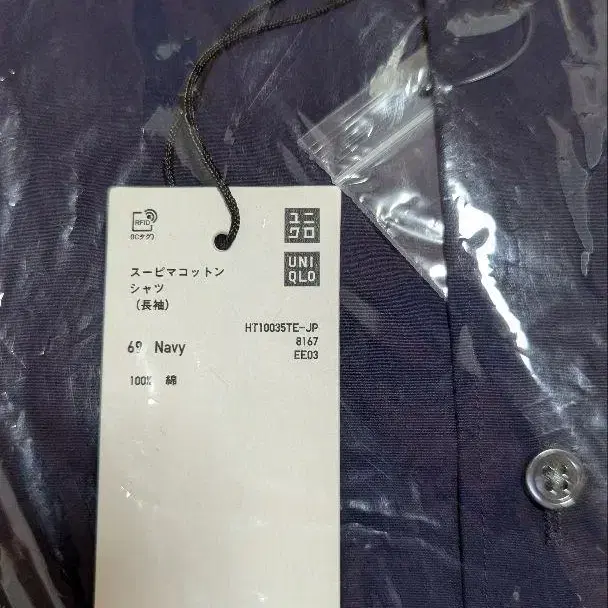 RFID
(ICタグ)
ユニ
クロ
UNI
QLO
スーピマコットン
シャツ
(長袖)
HT10035TE-JP
8167
EE03
69 Navy
100% 綿